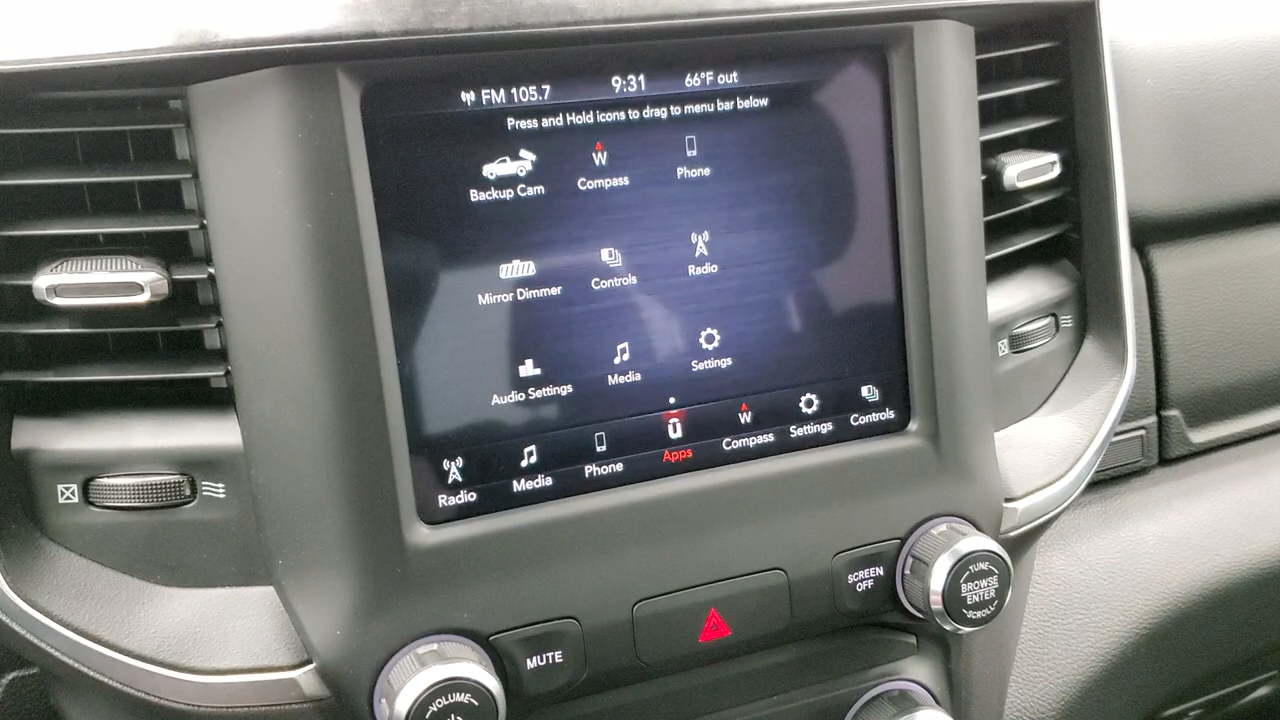 FM 105.7 9:31 66°F out
Press and Hold icons to drag to menu bar below
Backup Cam
W
Compass
Phone
Mirror Dimmer
Controls
Radio
Audio Settings
Media
Settings
Radio
Media
Phone
Apps
W
Compass
Settings
Controls
SCREEN
OFF
TUNE
BROWSE
ENTER
SCROLL
MUTE
VOLUME